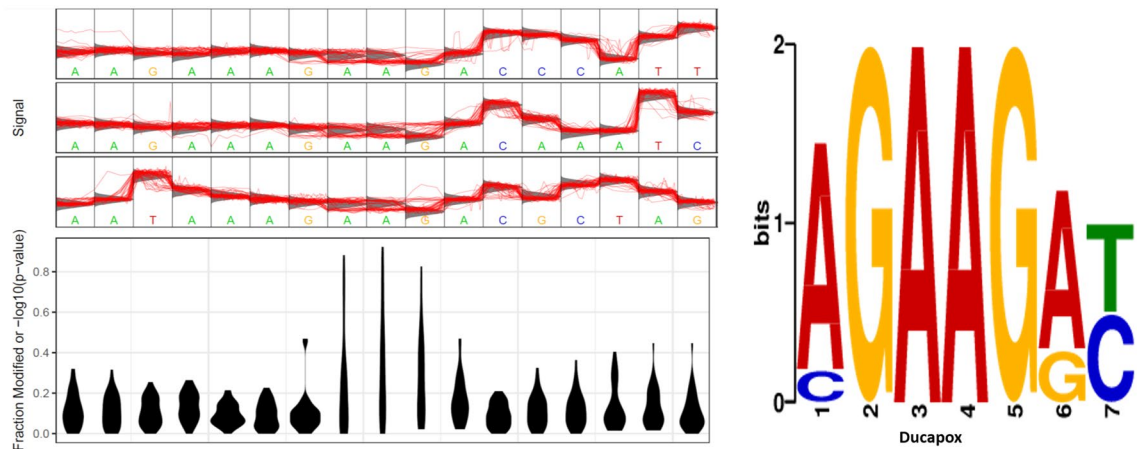 Signal
A A G A A A G A A G A C C C A T T
A A G A A A G A A G A C A A A T C
A A T A A A G A A G A C G C T A G
Fraction Modified or -log10(p-value)
0.8
0.6
0.4
0.2
0.0
bits
2
1
0
A G A A G A T
C G C
1 2 3 4 5 6 7
Ducapox